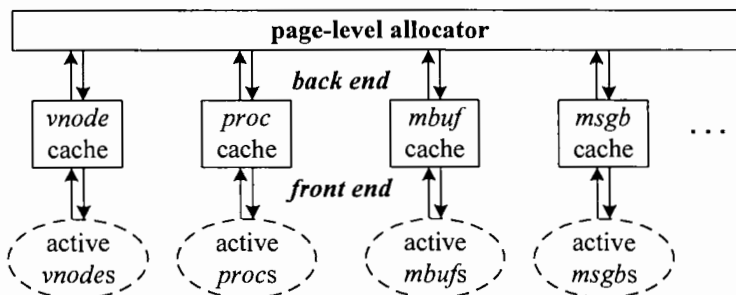 page-level allocator
back end
vnode
cache
proc
cache
mbuf
cache
msgb
cache
...
front end
active
vnodes
active
procs
active
mbufs
active
msgbs